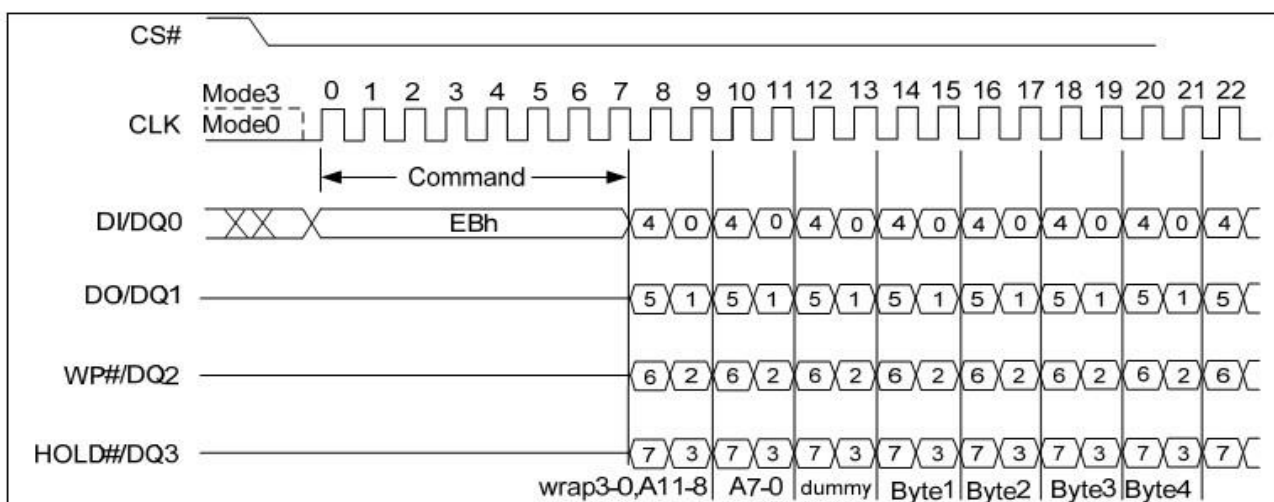 CS#
Mode3 0 1 2 3 4 5 6 7 8 9 10 11 12 13 14 15 16 17 18 19 20 21 22
CLK Mode0
Command
DI/DQ0 EBh 4 0 4 0 4 0 4 0 4 0 4 0 4 0 4
DO/DQ1 5 1 5 1 5 1 5 1 5 1 5 1 5 1 5
WP#/DQ2 6 2 6 2 6 2 6 2 6 2 6 2 6 2 6
HOLD#/DQ3 7 3 7 3 7 3 7 3 7 3 7 3 7 3 7
wrap3-0,A11-8 A7-0 dummy Byte1 Byte2 Byte3 Byte4